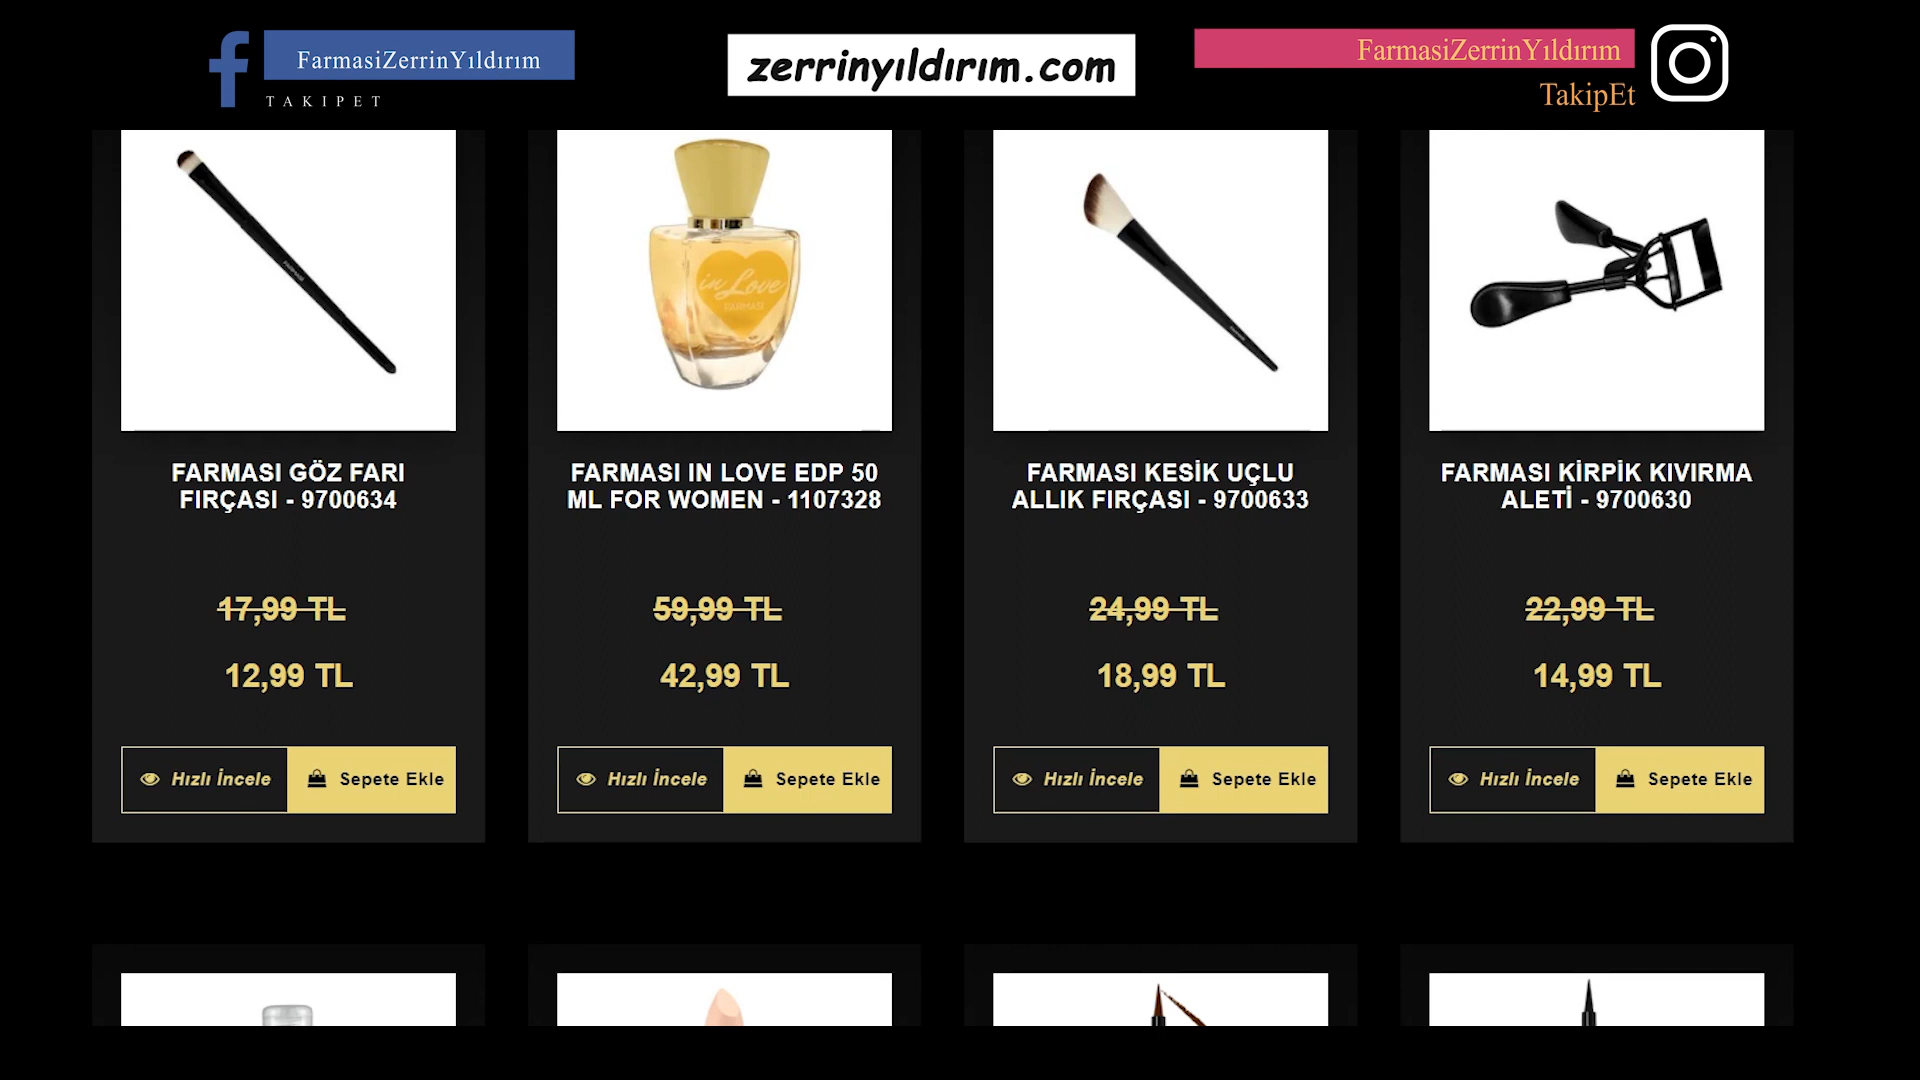 FarmasiZerrinYıldırım
TAKIPET
zerrinyıldırım.com
FarmasiZerrinYıldırım
TakipEt
in Love
FARMASI
FARMASI GÖZ FARI
FIRÇASI - 9700634
17,99 TL
12,99 TL
Hızlı İncele
Sepete Ekle
FARMASI IN LOVE EDP 50
ML FOR WOMEN - 1107328
59,99 TL
42,99 TL
Hızlı İncele
Sepete Ekle
FARMASI KESİK UÇLU
ALLIK FIRÇASI - 9700633
24,99 TL
18,99 TL
Hızlı İncele
Sepete Ekle
FARMASI KİRPİK KIVIRMA
ALETİ - 9700630
22,99 TL
14,99 TL
Hızlı İncele
Sepete Ekle